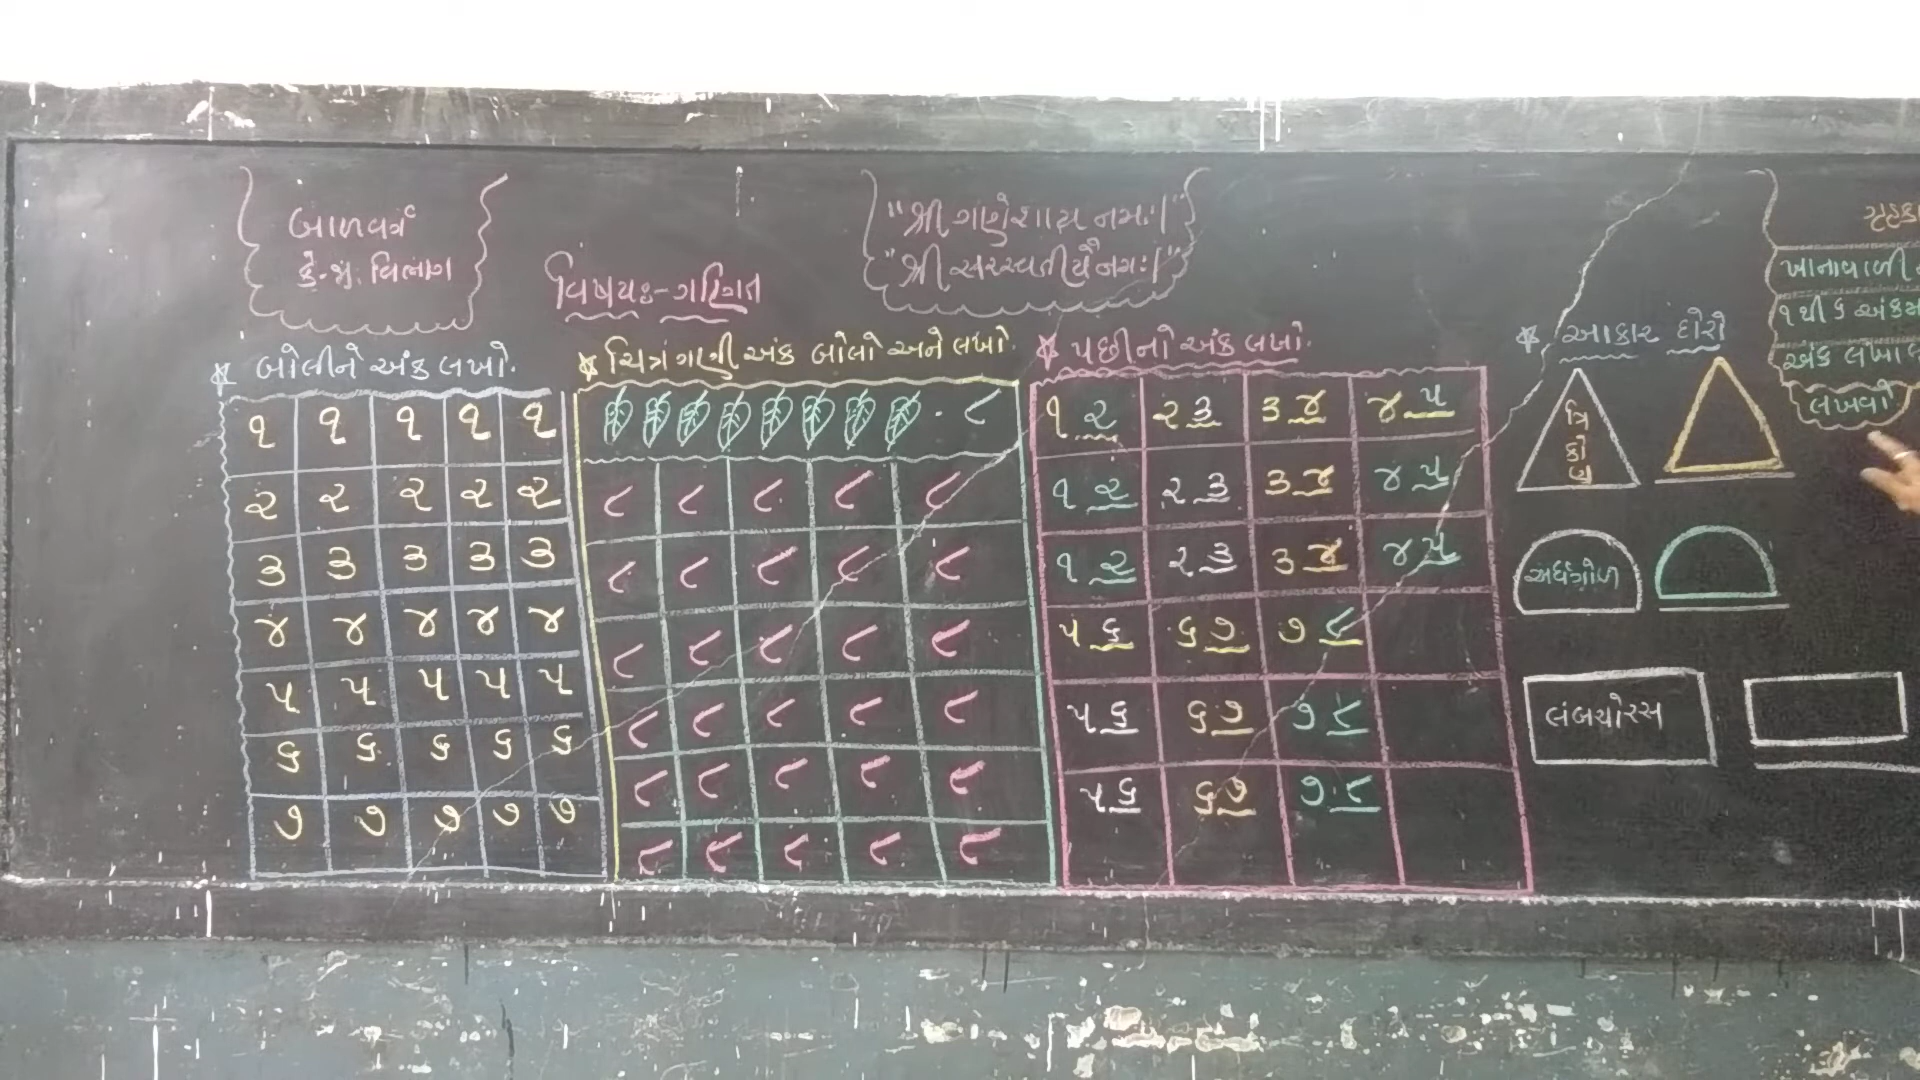 બાળવર્ગ
કે.જી. વિભાગ
"શ્રી ગણેશાય નમઃ।"
"શ્રી સરસ્વતીયૈ નમઃ।"
વિષયઃ- ગણિત
બોલીને અંક લખો.
૧ ૧ ૧ ૧ ૧
૨ ૨ ૨ ૨ ૨
૩ ૩ ૩ ૩ ૩
૪ ૪ ૪ ૪ ૪
૫ ૫ ૫ ૫ ૫
૬ ૬ ૬ ૬ ૬
૭ ૭ ૭ ૭ ૭
ચિત્ર ગણી અંક બોલો અને લખો.
- ૮
૮ ૮ ૮ ૮ ૮
૮ ૮ ૮ ૮ ૮
૮ ૮ ૮ ૮ ૮
૮ ૮ ૮ ૮ ૮
૮ ૮ ૮ ૮ ૮
૮ ૮ ૮ ૮ ૮
પછીનો અંક લખો.
૧ ૨ ૨ ૩ ૩ ૪ ૪ ૫
૧ ૨ ૨ ૩ ૩ ૪ ૪ ૫
૧ ૨ ૨ ૩ ૩ ૪ ૪ ૫
૫ ૬ ૬ ૭ ૭ ૮
૫ ૬ ૬ ૭ ૭ ૮
૫ ૬ ૬ ૭ ૭ ૮
આકાર દોરો
ત્રિકોણ
અર્ધગોળ
લંબચોરસ
ખાનાવાળી
૧ થી ૬
લખવો